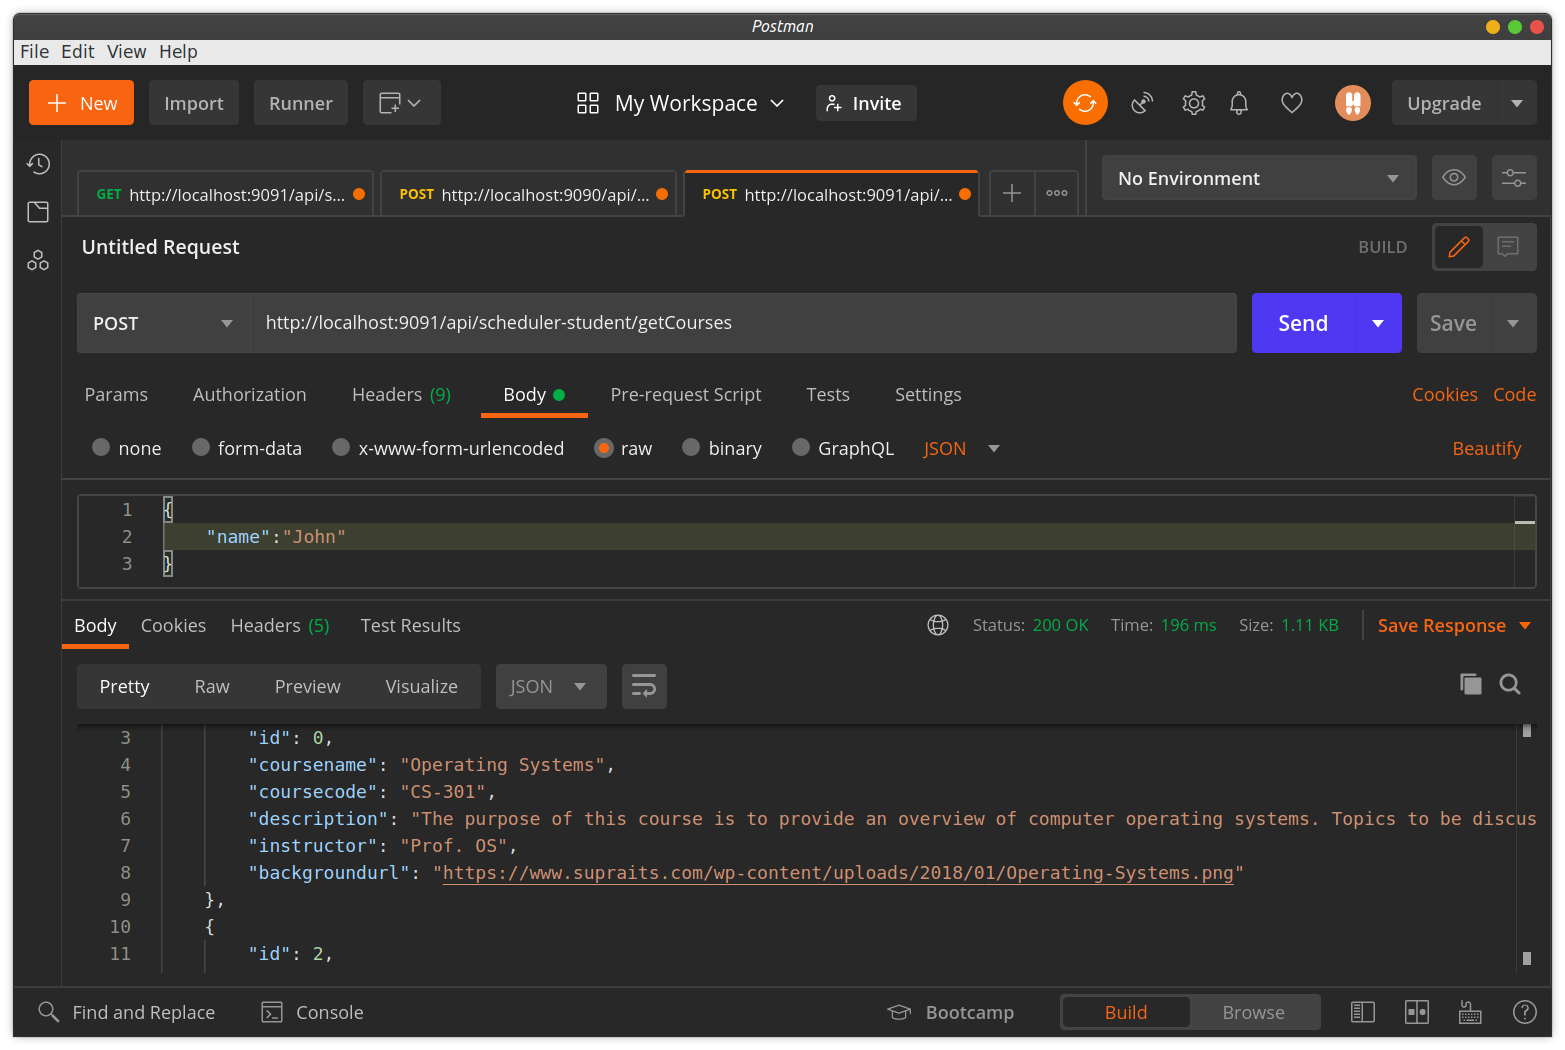 Postman
File Edit View Help
New Import Runner My Workspace Invite Upgrade
GET http://localhost:9091/api/s... POST http://localhost:9090/api/... POST http://localhost:9091/api/... No Environment
Untitled Request BUILD
POST http://localhost:9091/api/scheduler-student/getCourses Send Save
Params Authorization Headers (9) Body Pre-request Script Tests Settings Cookies Code
none form-data x-www-form-urlencoded raw binary GraphQL JSON Beautify
1 {
2 "name":"John"
3 }
Body Cookies Headers (5) Test Results Status: 200 OK Time: 196 ms Size: 1.11 KB Save Response
Pretty Raw Preview Visualize JSON
3 "id": 0,
4 "coursename": "Operating Systems",
5 "coursecode": "CS-301",
6 "description": "The purpose of this course is to provide an overview of computer operating systems. Topics to be discus
7 "instructor": "Prof. OS",
8 "backgroundurl": "https://www.supraits.com/wp-content/uploads/2018/01/Operating-Systems.png"
9 },
10 {
11 "id": 2,
Find and Replace Console Bootcamp Build Browse